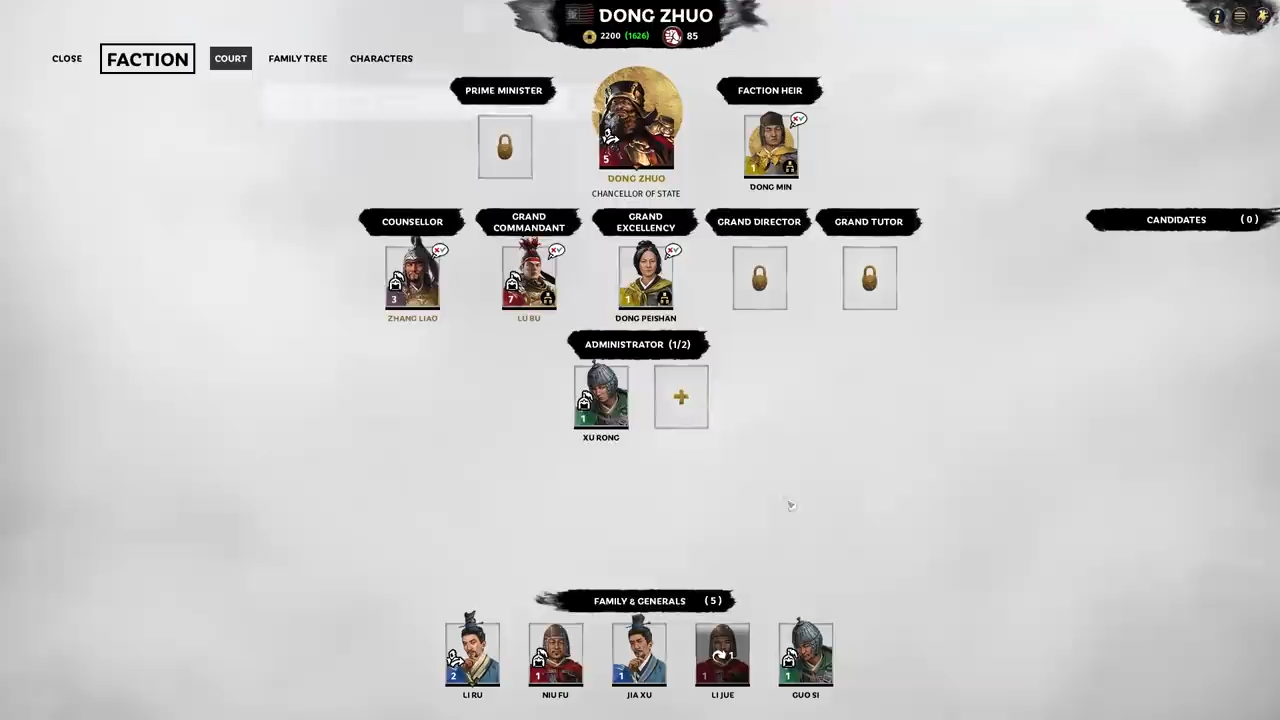 DONG ZHUO
2200 (1626) 85
CLOSE FACTION COURT FAMILY TREE CHARACTERS
PRIME MINISTER
FACTION HEIR
5
1
DONG ZHUO
CHANCELLOR OF STATE
DONG MIN
COUNSELLOR
GRAND
COMMANDANT
GRAND
EXCELLENCY
GRAND DIRECTOR
GRAND TUTOR
CANDIDATES (0)
3
7
1
ZHANG LIAO
LÜ BU
DONG PEISHAN
ADMINISTRATOR (1/2)
1
XU RONG
FAMILY & GENERALS (5)
2
1
1
1
1
1
LI RU
NIU FU
JIA XU
LI JUE
GUO SI